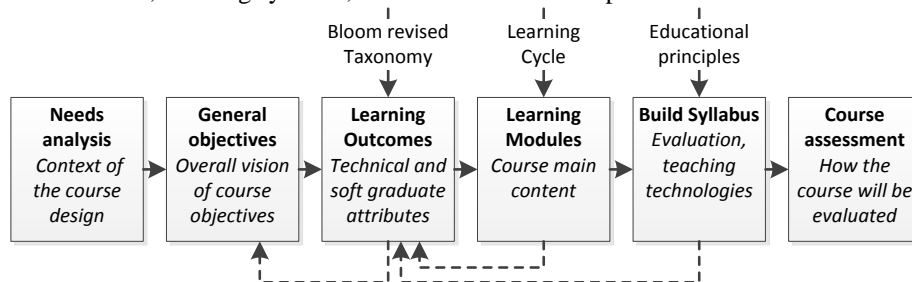 Bloom revised
Taxonomy
Learning
Cycle
Educational
principles
Needs
analysis
Context of
the course
design
General
objectives
Overall vision
of course
objectives
Learning
Outcomes
Technical and
soft graduate
attributes
Learning
Modules
Course main
content
Build Syllabus
Evaluation,
teaching
technologies
Course
assessment
How the
course will be
evaluated